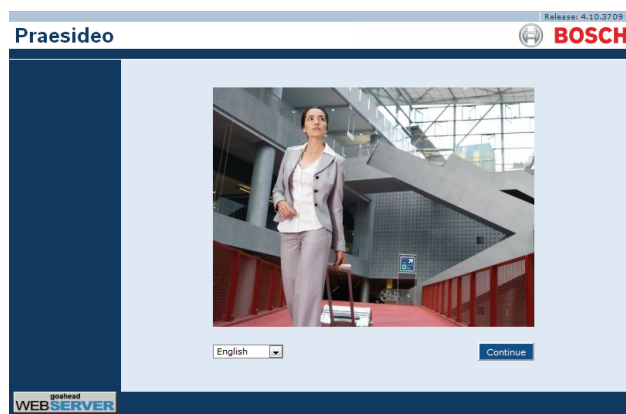 Release: 4.10.3709
Praesideo
BOSCH
English
Continue
goahead
WEBSERVER